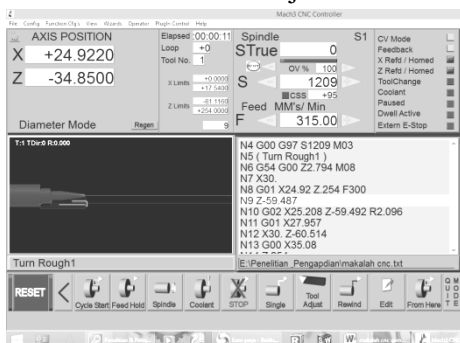 Mach3 CNC Controller
File Config Function Cfg's View Wizards Operator PlugIn Control Help
AXIS POSITION
X +24.9220
Z -34.8500
Diameter Mode Regen
Elapsed :00:00:11
Loop +0
Tool No. 1
X Limits +0.0000
+17.5400
Z Limits -81.1160
+254.0000
9
Spindle S1
STrue 0
OV % 100
S 1209
CSS +95
Feed MM's/ Min
F 315.00
CV Mode
Feedback
X Refd / Homed
Z Refd / Homed
ToolChange
Coolant
Paused
Dwell Active
Extern E-Stop
T:1 TDir:0 R:0.000
Turn Rough1
N4 G00 G97 S1209 M03
N5 ( Turn Rough1 )
N6 G54 G00 Z2.794 M08
N7 X30.
N8 G01 X24.92 Z.254 F300
N9 Z-59.487
N10 G02 X25.208 Z-59.492 R2.096
N11 G01 X27.957
N12 X30. Z-60.514
N13 G00 X35.08
E:\Penelitian _Pengapdian\makalah cnc.txt
RESET
Cycle Start
Feed Hold
Spindle
Coolant
STOP
Single
Tool Adjust
Rewind
Edit
From Here
QUIT
MODE